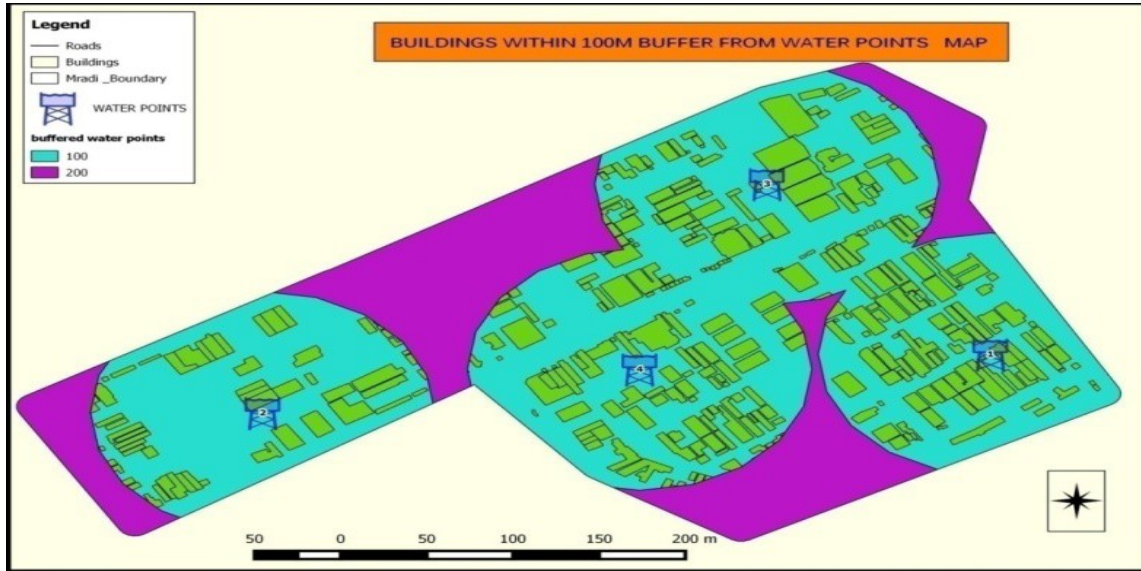 Legend
Roads
Buildings
Mradi _Boundary
WATER POINTS
buffered water points
100
200
BUILDINGS WITHIN 100M BUFFER FROM WATER POINTS MAP
3
1
4
2
50 0 50 100 150 200 m